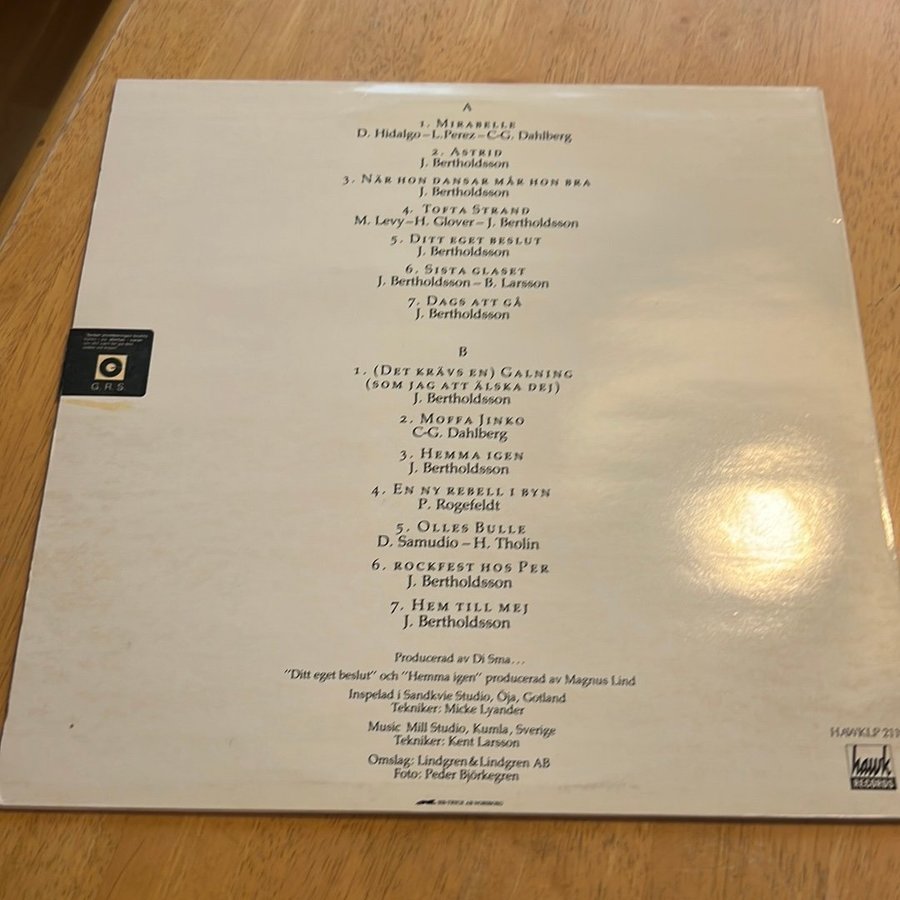 A
1. MIRABELLE
D. Hidalgo – L. Perez – C-G. Dahlberg
2. ASTRID
J. Bertholdsson
3. NÄR HON DANSAR MÅR HON BRA
J. Bertholdsson
4. TOFTA STRAND
M. Levy – H. Glover – J. Bertholdsson
5. DITT EGET BESLUT
J. Bertholdsson
6. SISTA GLASET
J. Bertholdsson – B. Larsson
7. DAGS ATT GÅ
J. Bertholdsson
B
1. (DET KRÄVS EN) GALNING
(SOM JAG ATT ÄLSKA DEJ)
J. Bertholdsson
2. MOFFA JINKO
C-G. Dahlberg
3. HEMMA IGEN
J. Bertholdsson
4. EN NY REBELL I BYN
P. Rogefeldt
5. OLLES BULLE
D. Samudio – H. Tholin
6. ROCKFEST HOS PER
J. Bertholdsson
7. HEM TILL MEJ
J. Bertholdsson
Producerad av Di Sma...
"Ditt eget beslut" och "Hemma igen" producerad av Magnus Lind
Inspelad i Sandkvie Studio, Öja, Gotland
Tekniker: Micke Lyander
Music Mill Studio, Kumla, Sverige
Tekniker: Kent Larsson
Omslag: Lindgren & Lindgren AB
Foto: Peder Björkegren
G.R.S.
HAWKLP 211
hawk
RECORDS